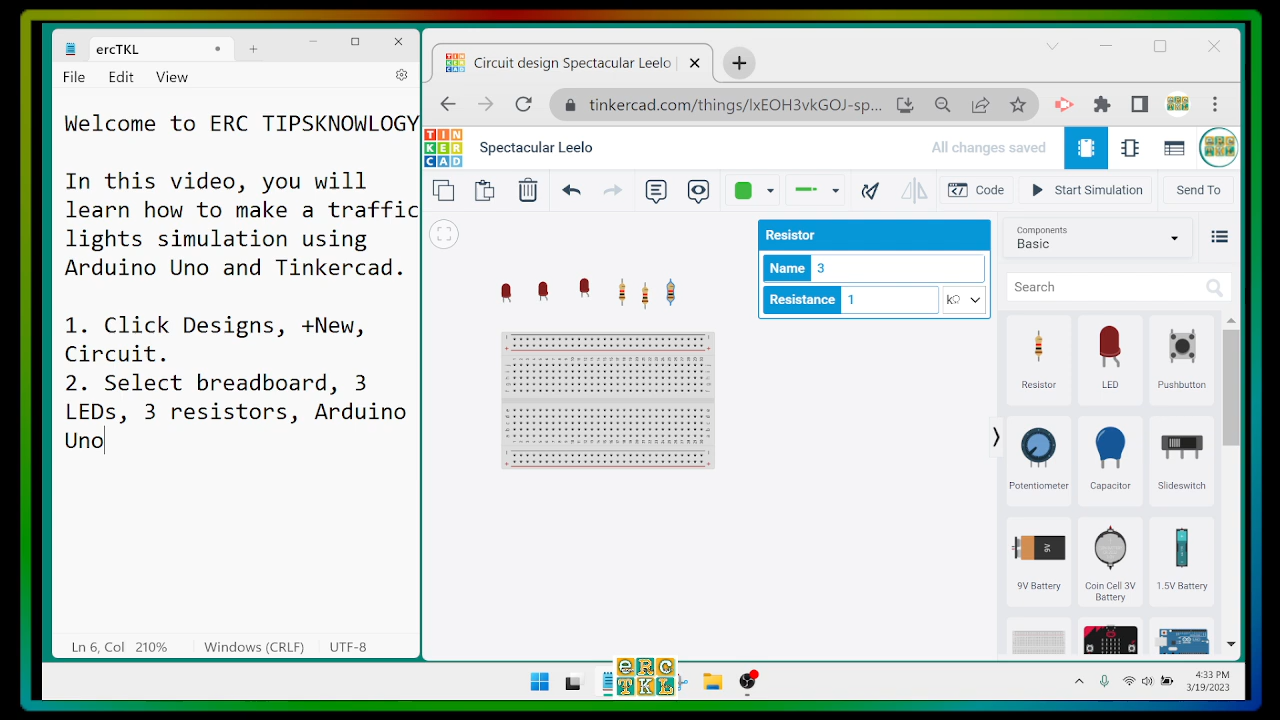 ercTKL
File Edit View
Welcome to ERC TIPSKNOWLOGY
In this video, you will
learn how to make a traffic
lights simulation using
Arduino Uno and Tinkercad.
1. Click Designs, +New,
Circuit.
2. Select breadboard, 3
LEDs, 3 resistors, Arduino
Uno
Ln 6, Col 210% Windows (CRLF) UTF-8
Circuit design Spectacular Leelo
tinkercad.com/things/lxEOH3vkGOJ-sp...
TIN
KER
CAD
Spectacular Leelo
All changes saved
Code
Start Simulation
Send To
Resistor
Name 3
Resistance 1 k
Components
Basic
Search
Resistor LED Pushbutton
Potentiometer Capacitor Slideswitch
9V
9V Battery Coin Cell 3V Battery 1.5V Battery
eRC
TKL
4:33 PM
3/19/2023